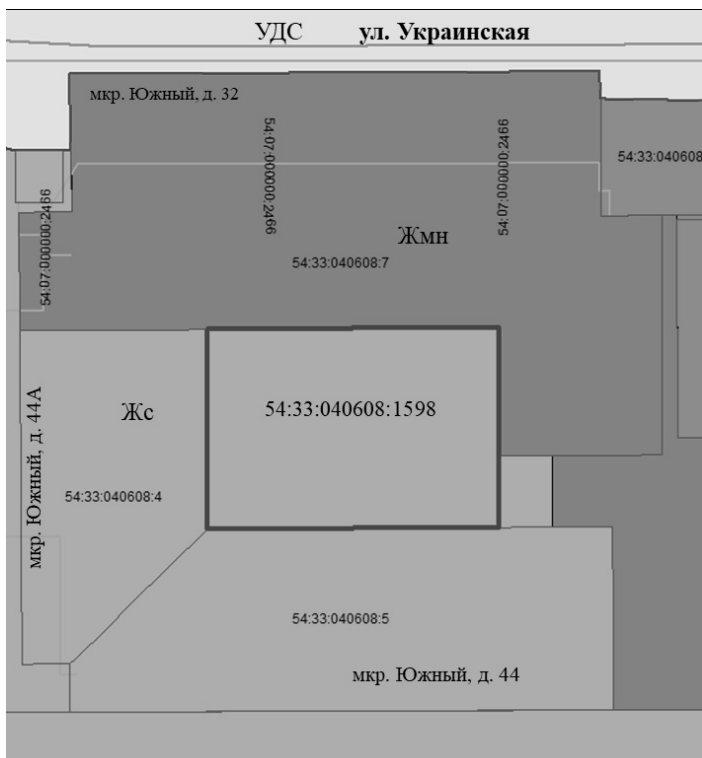 УДС ул. Украинская
мкр. Южный, д. 32
54:07:000000:2466
54:07:000000:2466
54:33:040608
54:07:000000:2466
Жмн
54:33:040608:7
мкр. Южный, д. 44А
Жс
54:33:040608:1598
54:33:040608:4
54:33:040608:5
мкр. Южный, д. 44